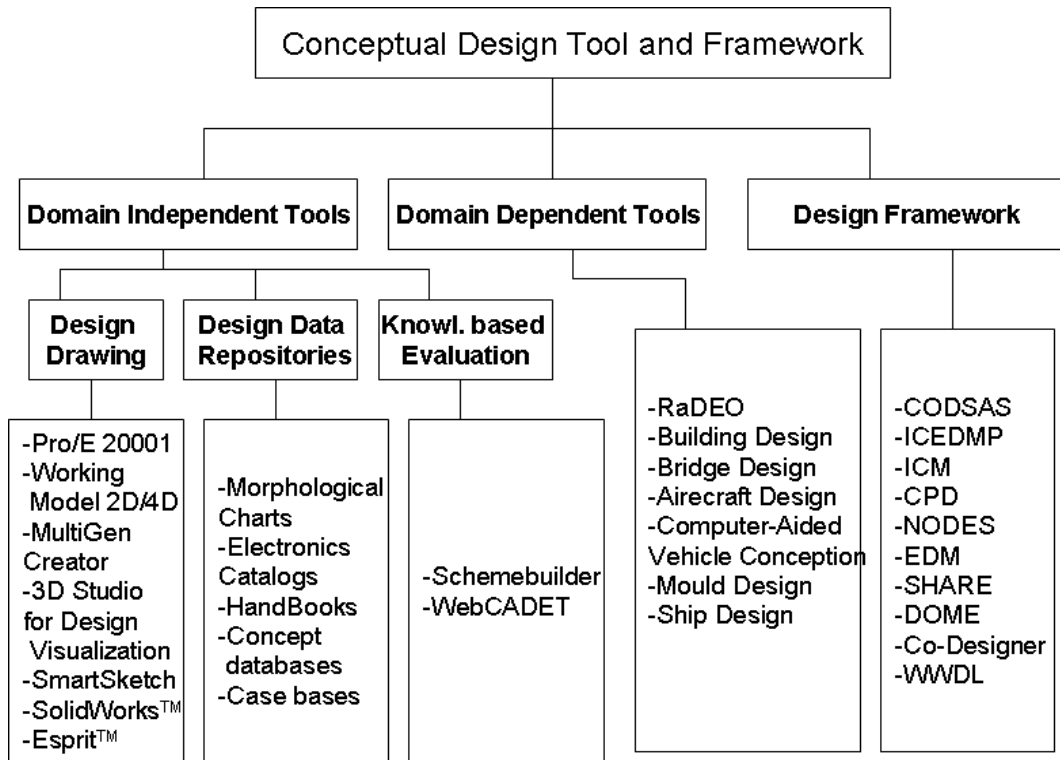 Conceptual Design Tool and Framework
Domain Independent Tools
Domain Dependent Tools
Design Framework
Design
Drawing
Design Data
Repositories
Knowl. based
Evaluation
-Pro/E 20001
-Working
Model 2D/4D
-MultiGen
Creator
-3D Studio
for Design
Visualization
-SmartSketch
-SolidWorks™
-Esprit™
-Morphological
Charts
-Electronics
Catalogs
-HandBooks
-Concept
databases
-Case bases
-Schemebuilder
-WebCADET
-RaDEO
-Building Design
-Bridge Design
-Airecraft Design
-Computer-Aided
Vehicle Conception
-Mould Design
-Ship Design
-CODSAS
-ICEDMP
-ICM
-CPD
-NODES
-EDM
-SHARE
-DOME
-Co-Designer
-WWDL